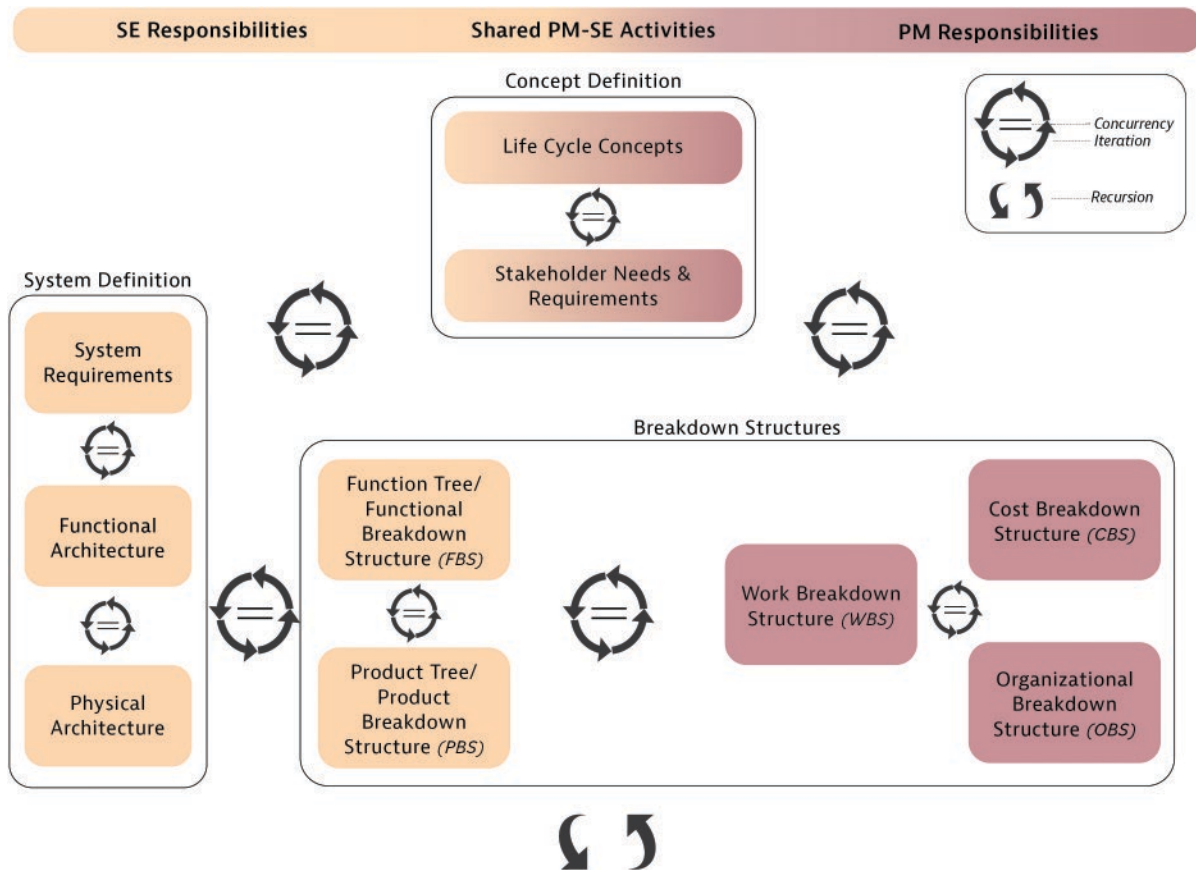 SE Responsibilities
Shared PM-SE Activities
PM Responsibilities
Concept Definition
Life Cycle Concepts
Stakeholder Needs &
Requirements
Concurrency
Iteration
Recursion
System Definition
System
Requirements
Functional
Architecture
Physical
Architecture
Breakdown Structures
Function Tree/
Functional
Breakdown
Structure (FBS)
Product Tree/
Product
Breakdown
Structure (PBS)
Work Breakdown
Structure (WBS)
Cost Breakdown
Structure (CBS)
Organizational
Breakdown
Structure (OBS)